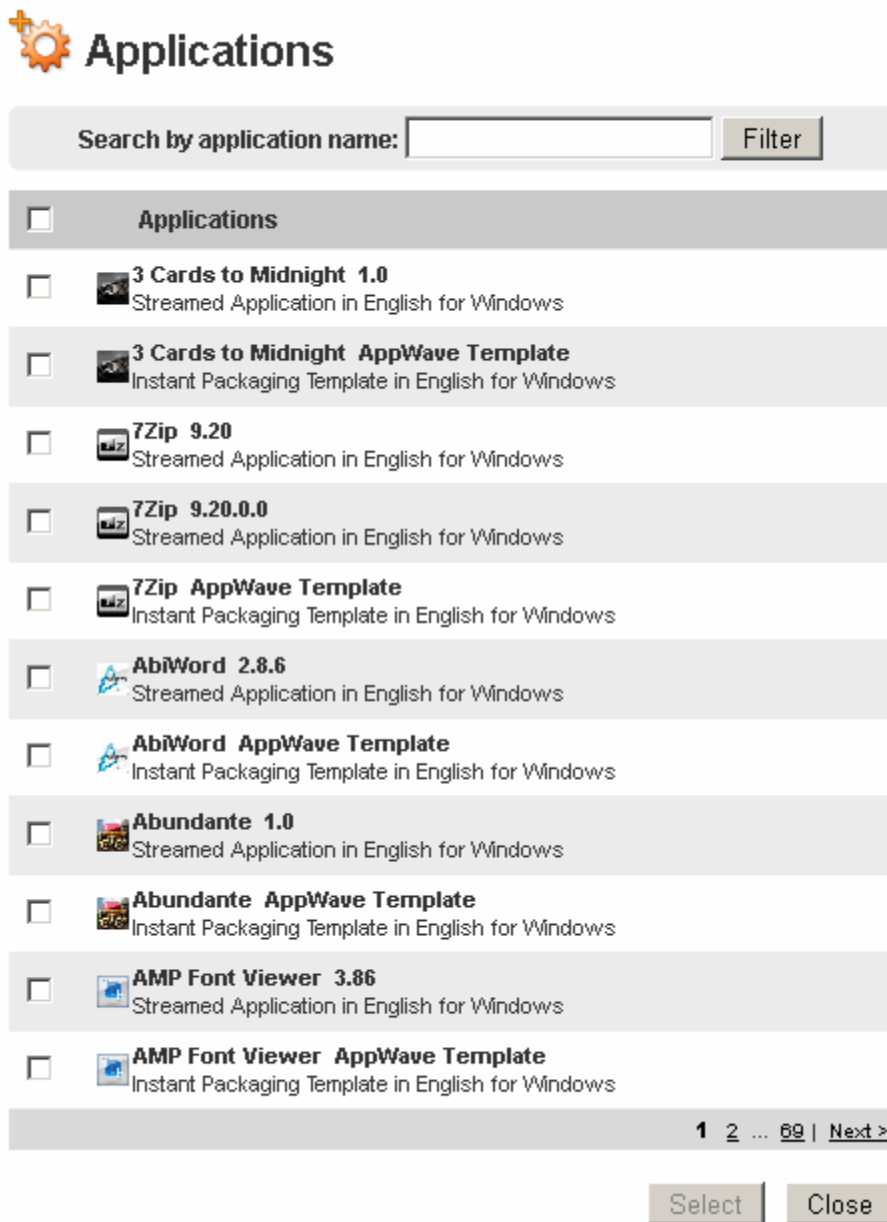 Applications
Search by application name: Filter
Applications
3 Cards to Midnight 1.0
Streamed Application in English for Windows
3 Cards to Midnight AppWave Template
Instant Packaging Template in English for Windows
7Zip 9.20
Streamed Application in English for Windows
7Zip 9.20.0.0
Streamed Application in English for Windows
7Zip AppWave Template
Instant Packaging Template in English for Windows
AbiWord 2.8.6
Streamed Application in English for Windows
AbiWord AppWave Template
Instant Packaging Template in English for Windows
Abundante 1.0
Streamed Application in English for Windows
Abundante AppWave Template
Instant Packaging Template in English for Windows
AMP Font Viewer 3.86
Streamed Application in English for Windows
AMP Font Viewer AppWave Template
Instant Packaging Template in English for Windows
1 2 ... 69 | Next >
Select Close